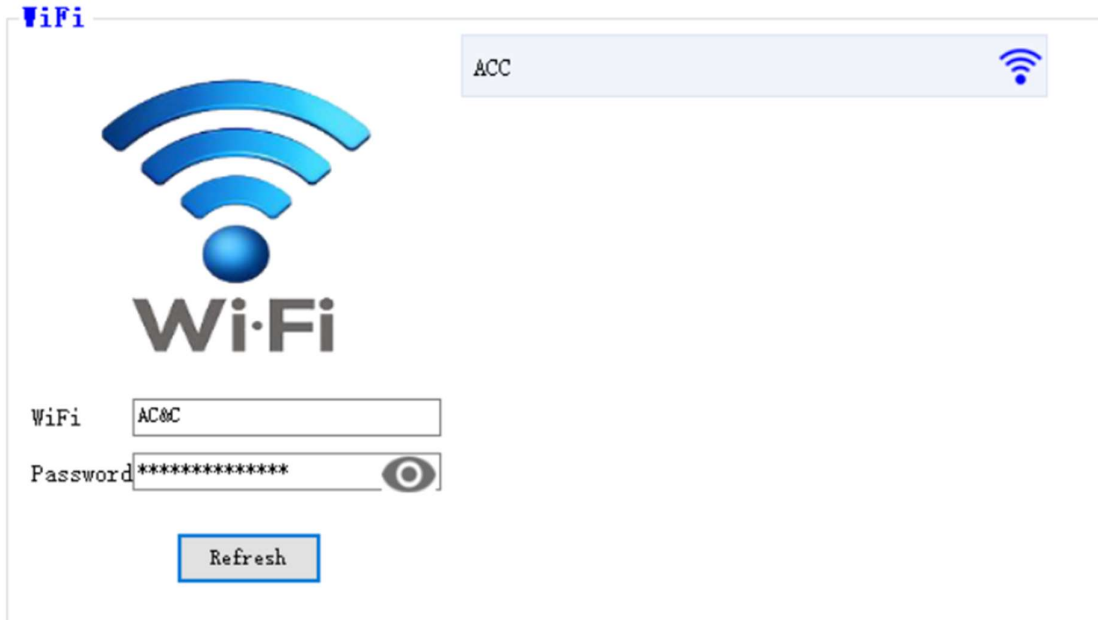 WiFi
ACC
Wi·Fi
WiFi AC&C
Password **************
Refresh